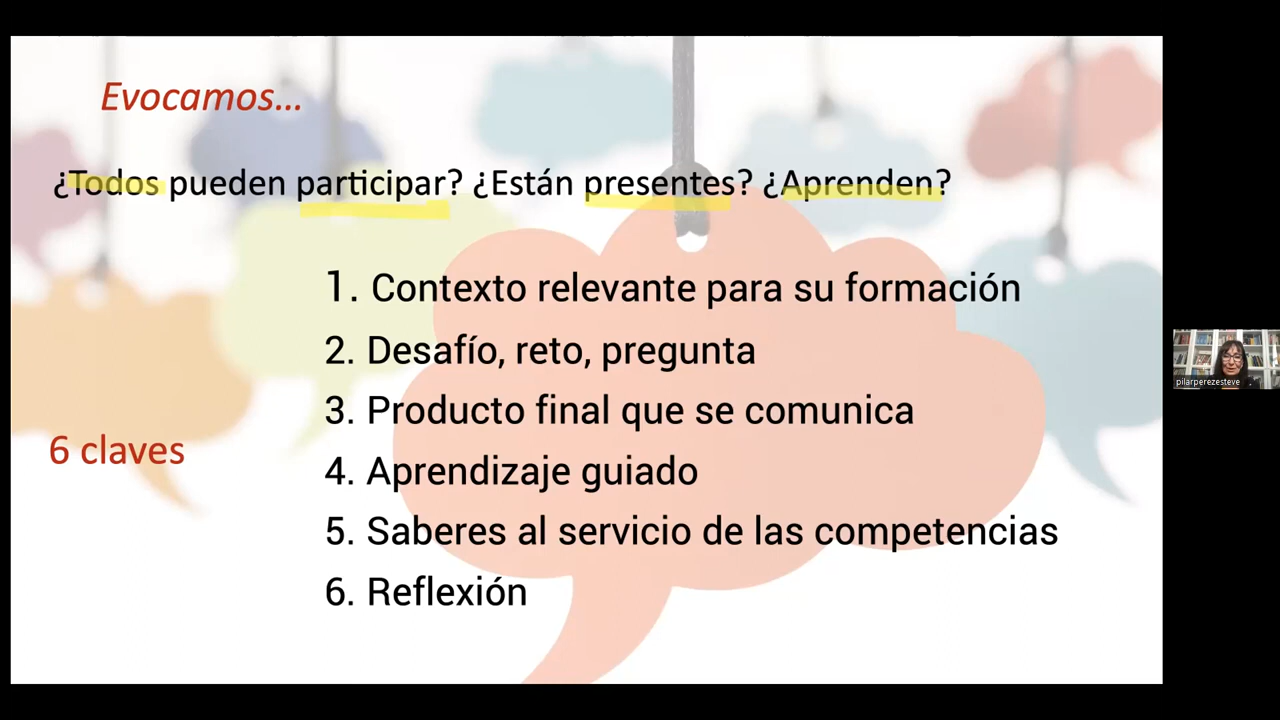 Evocamos...
¿Todos pueden participar? ¿Están presentes? ¿Aprenden?
1. Contexto relevante para su formación
2. Desafío, reto, pregunta
3. Producto final que se comunica
6 claves
4. Aprendizaje guiado
5. Saberes al servicio de las competencias
6. Reflexión
pilarperezesteve